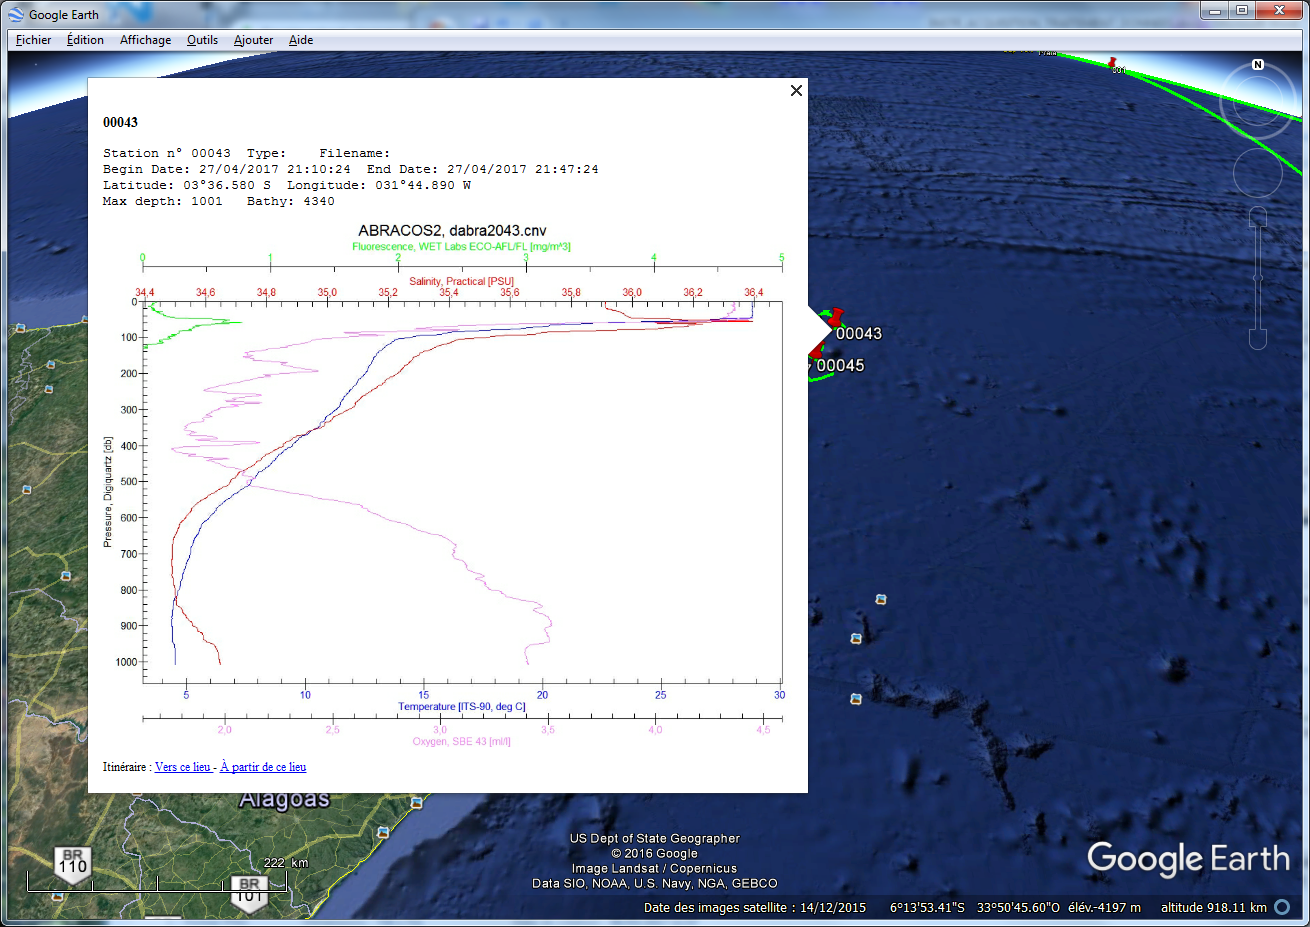 Google Earth
Fichier Édition Affichage Outils Ajouter Aide
N
00043
Station n° 00043 Type: Filename:
Begin Date: 27/04/2017 21:10:24 End Date: 27/04/2017 21:47:24
Latitude: 03°36.580 S Longitude: 031°44.890 W
Max depth: 1001 Bathy: 4340
ABRACOS2, dabra2043.cnv
Fluorescence, WET Labs ECO-AFL/FL [mg/m^3]
0 1 2 3 4 5
Salinity, Practical [PSU]
34,4 34,6 34,8 35,0 35,2 35,4 35,6 35,8 36,0 36,2 36,4
0
100
200
300
400
500
600
700
800
900
1000
Pressure, Digiquartz [db]
5 10 15 20 25 30
Temperature [ITS-90, deg C]
2,0 2,5 3,0 3,5 4,0 4,5
Oxygen, SBE 43 [ml/l]
Itinéraire : Vers ce lieu - À partir de ce lieu
00043
00045
Alagoas
BR
110
222 km
BR
101
US Dept of State Geographer
© 2016 Google
Image Landsat / Copernicus
Data SIO, NOAA, U.S. Navy, NGA, GEBCO
Google Earth
Date des images satellite : 14/12/2015 6°13'53.41"S 33°50'45.60"O élév.-4197 m altitude 918.11 km